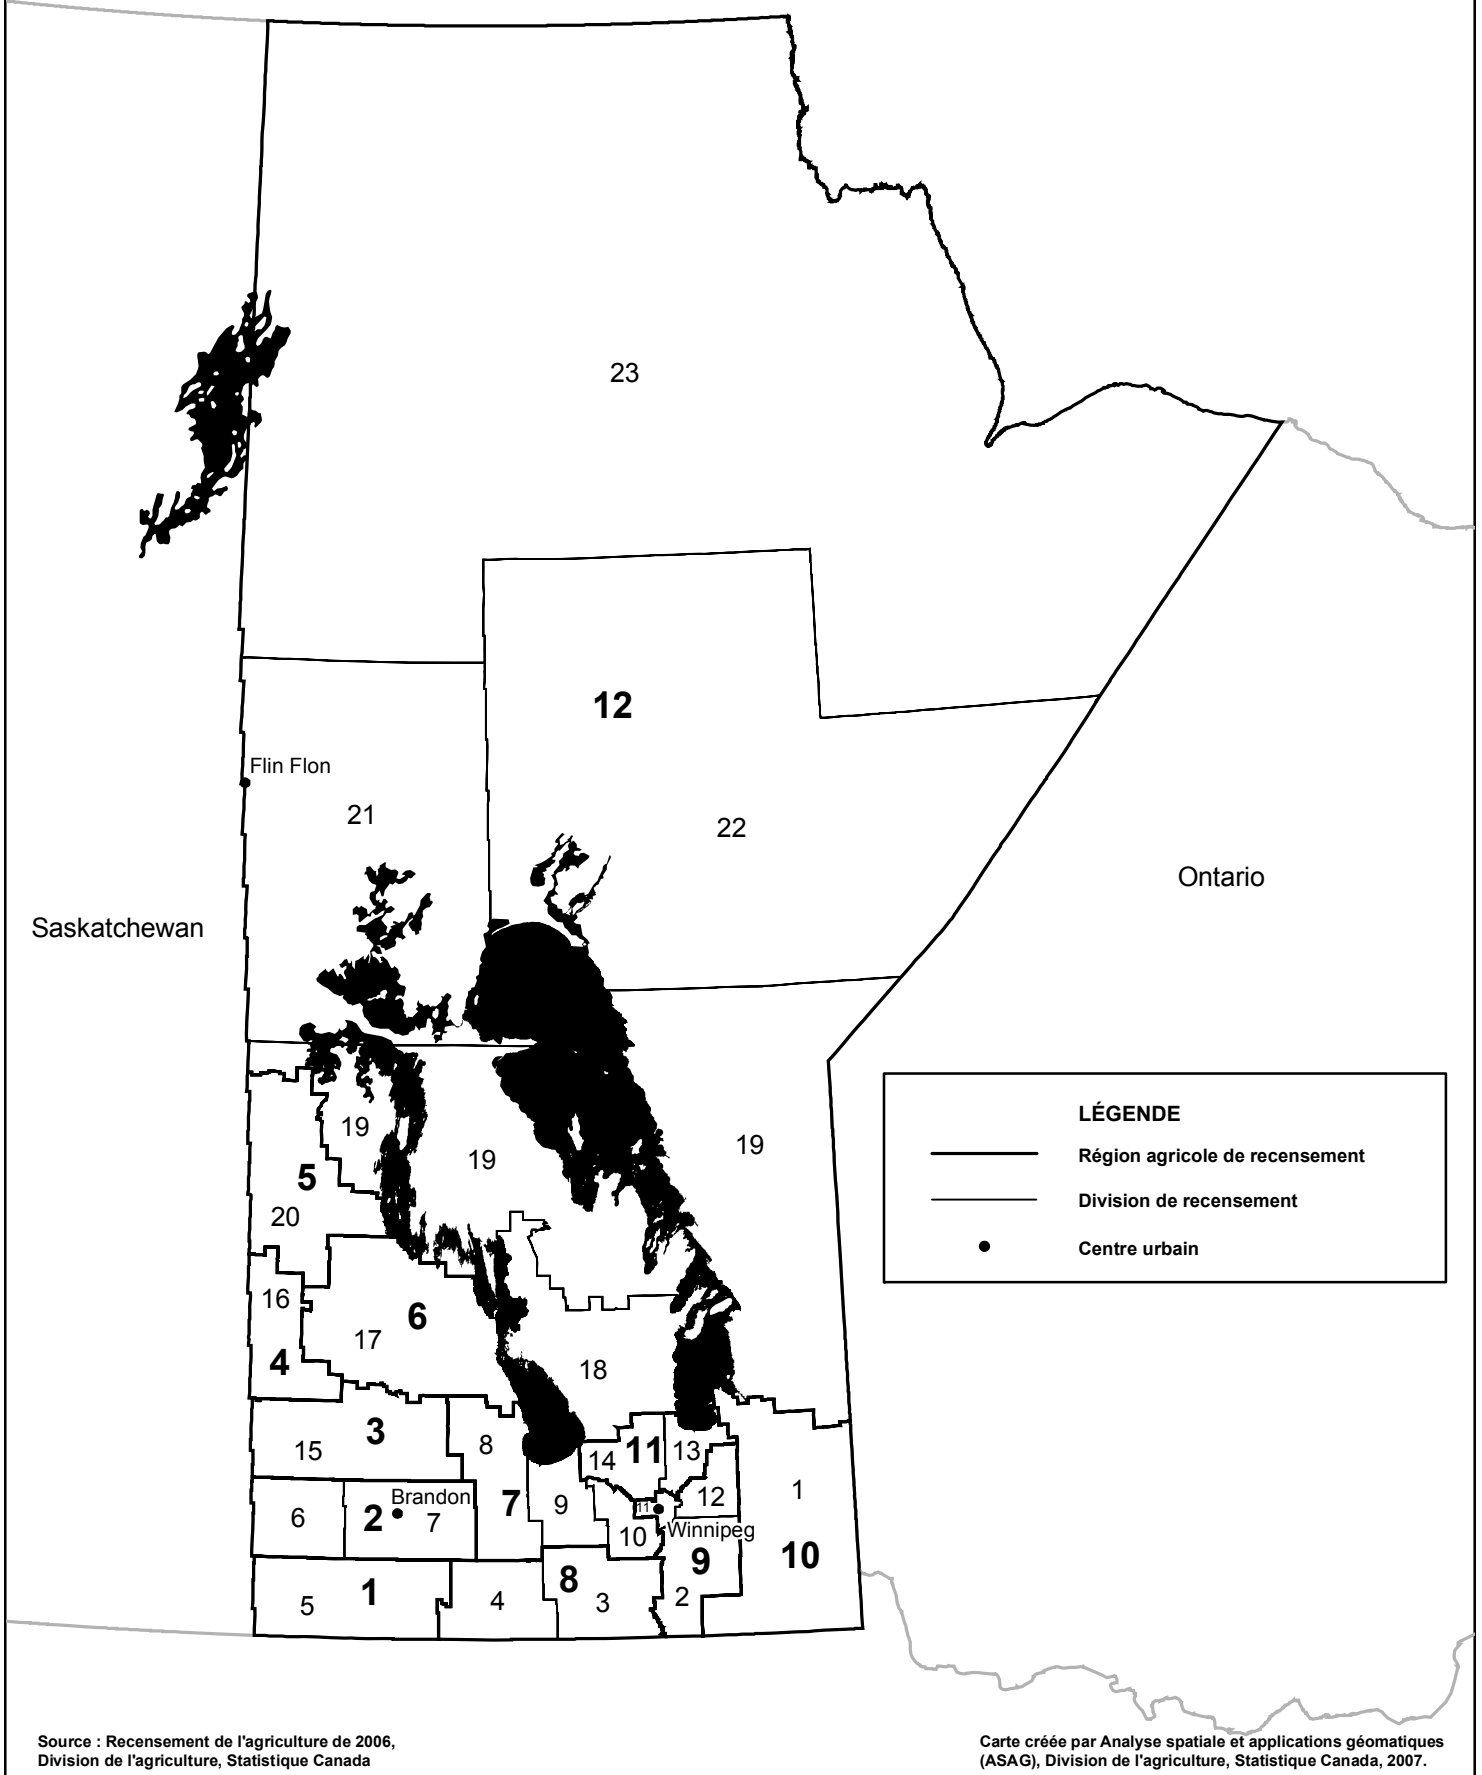 23
12
Flin Flon
21
22
Ontario
Saskatchewan
LÉGENDE
Région agricole de recensement
Division de recensement
Centre urbain
19
19
19
5
20
16
6
17
4
18
3
15
8
14
11
13
1
6
2
Brandon
7
7
9
11
12
10
Winnipeg
10
9
1
5
4
8
3
2
Source : Recensement de l'agriculture de 2006,
Division de l'agriculture, Statistique Canada
Carte créée par Analyse spatiale et applications géomatiques
(ASAG), Division de l'agriculture, Statistique Canada, 2007.